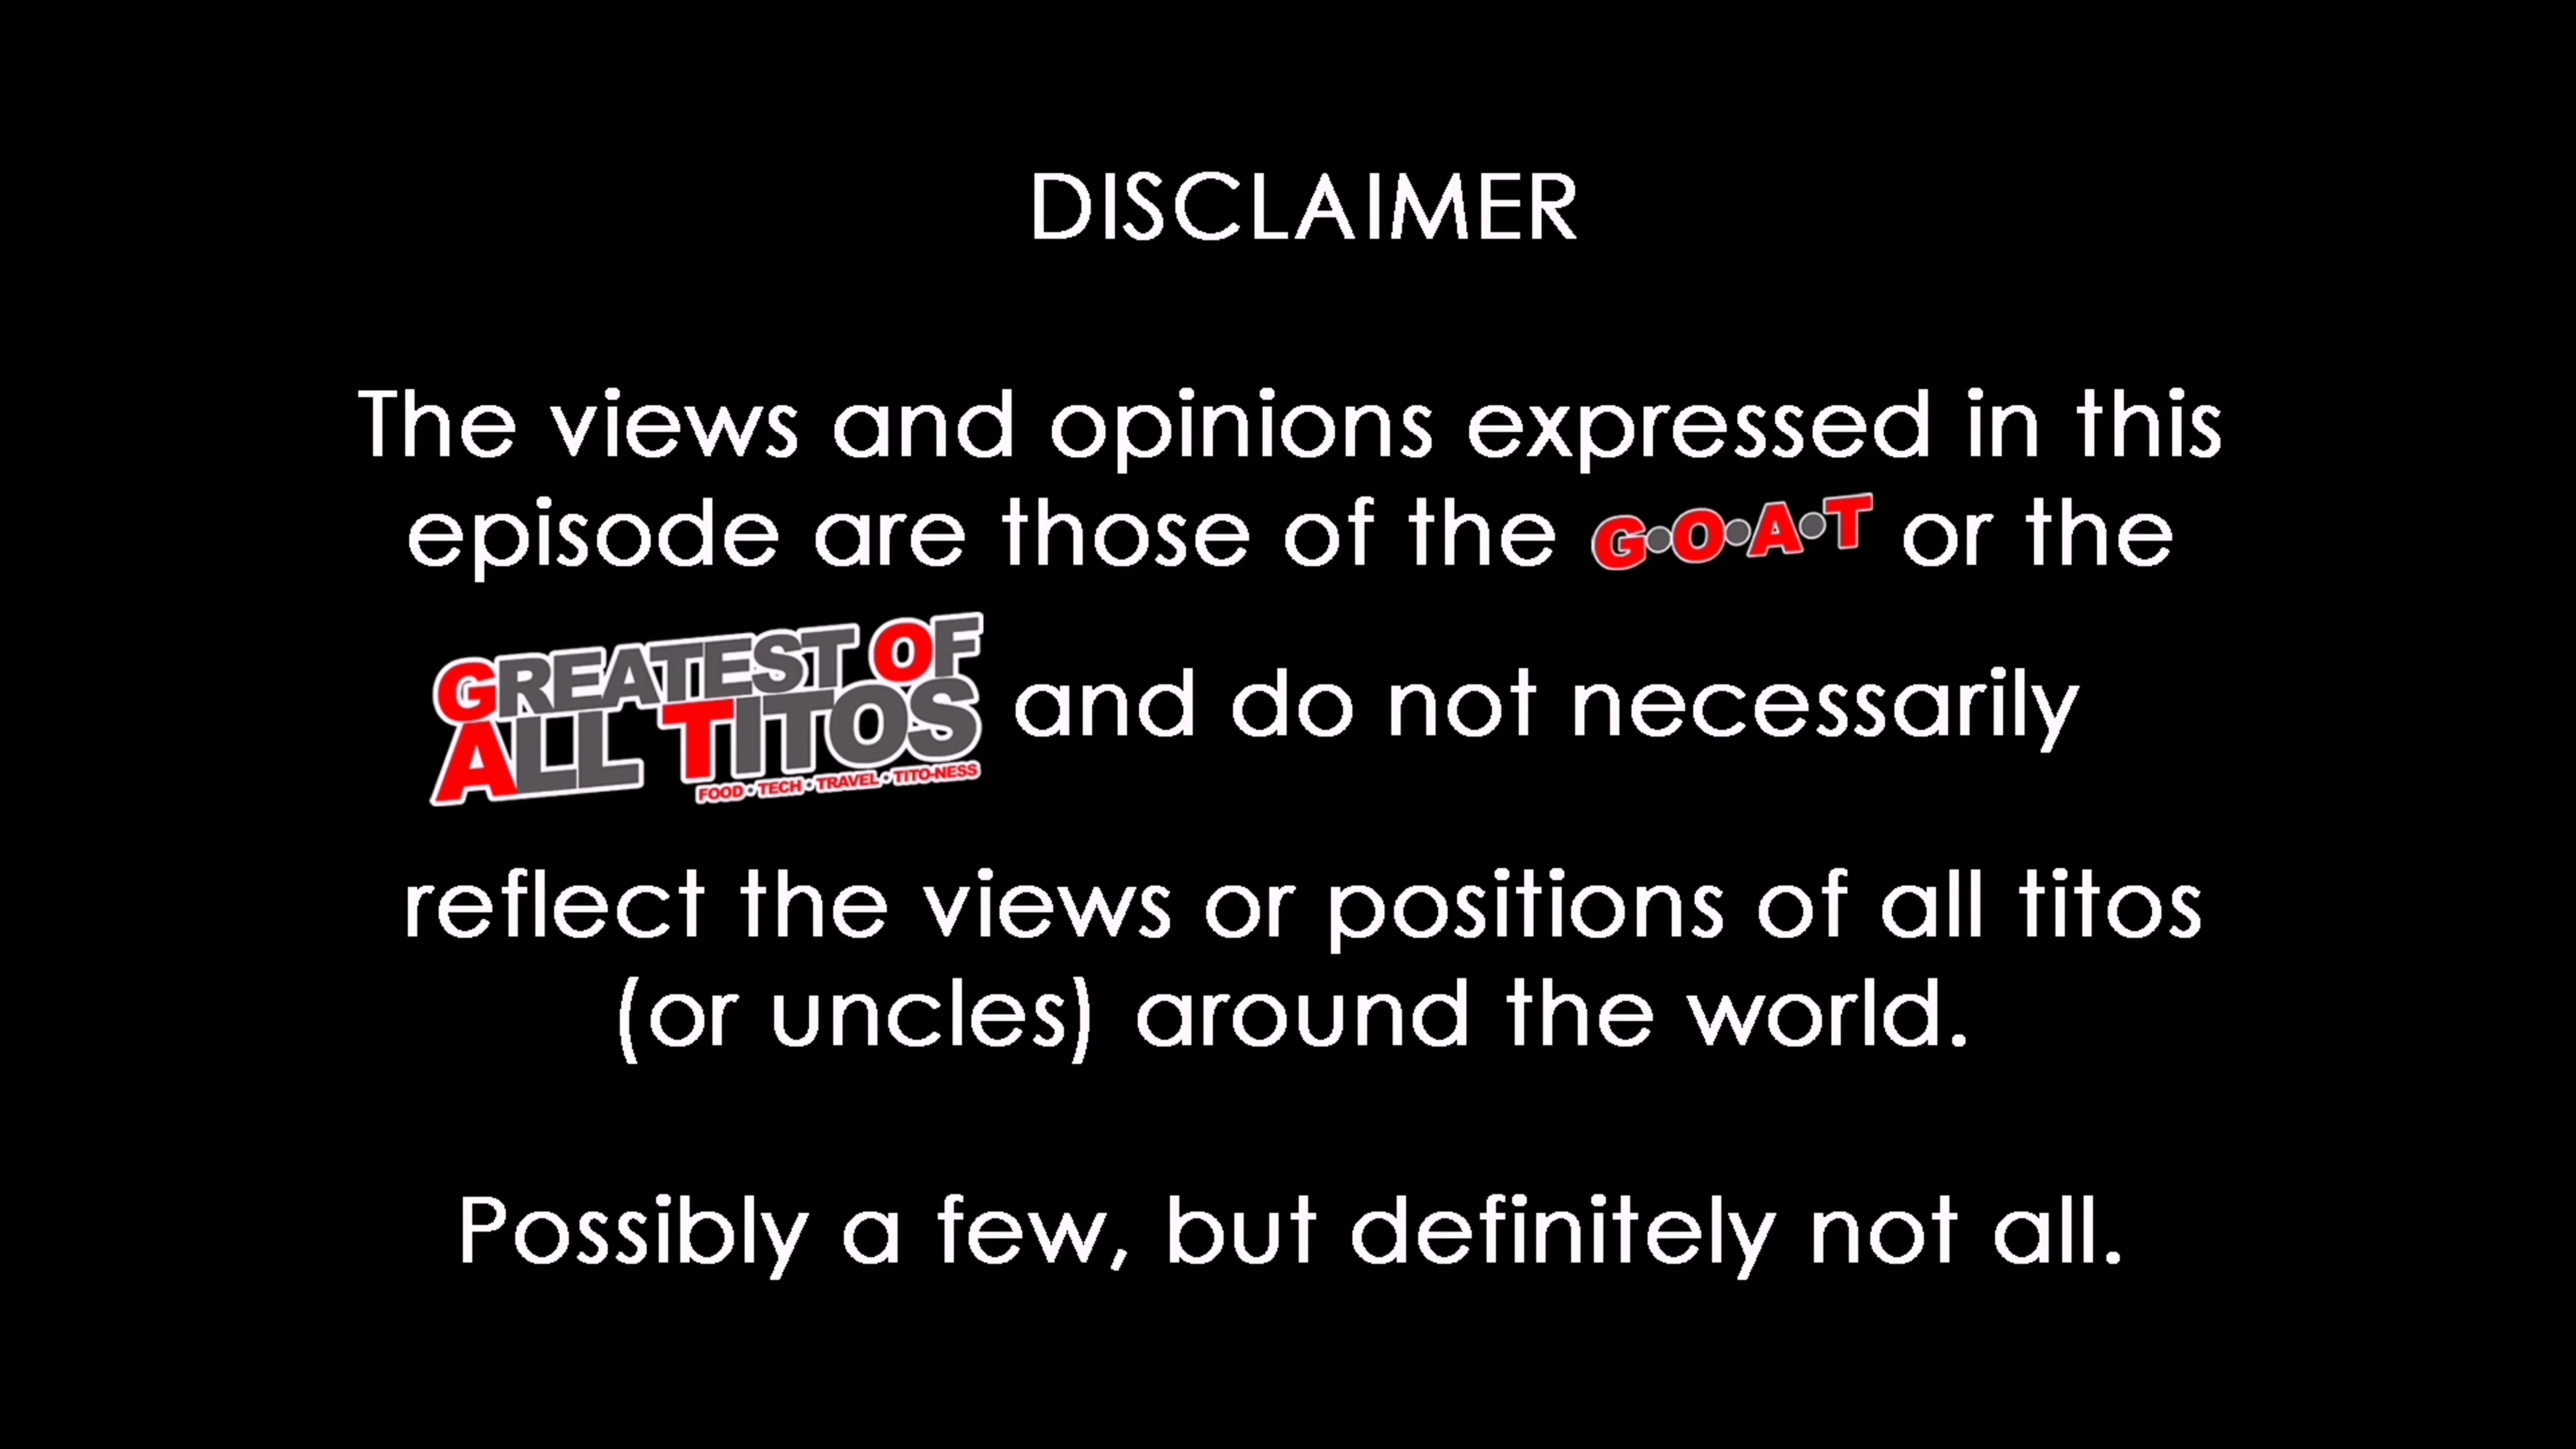 DISCLAIMER
The views and opinions expressed in this
episode are those of the G•O•A•T or the
GREATEST OF
ALL TITOS
FOOD • TECH • TRAVEL • TITO-NESS
and do not necessarily
reflect the views or positions of all titos
(or uncles) around the world.
Possibly a few, but definitely not all.